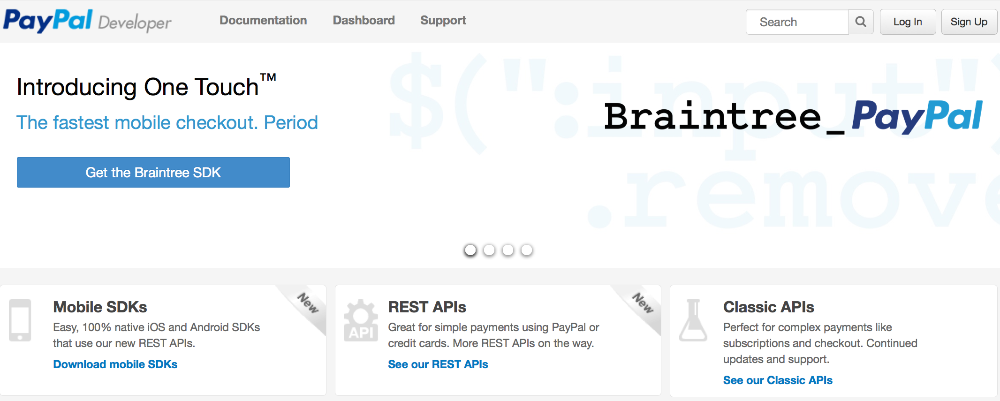 PayPal Developer
Documentation
Dashboard
Support
Search
Log In
Sign Up
Introducing One Touch™
The fastest mobile checkout. Period
Get the Braintree SDK
$(":input")
.remove
Braintree_PayPal
Mobile SDKs
New
Easy, 100% native iOS and Android SDKs
that use our new REST APIs.
Download mobile SDKs
API
REST APIs
New
Great for simple payments using PayPal or
credit cards. More REST APIs on the way.
See our REST APIs
Classic APIs
Perfect for complex payments like
subscriptions and checkout. Continued
updates and support.
See our Classic APIs